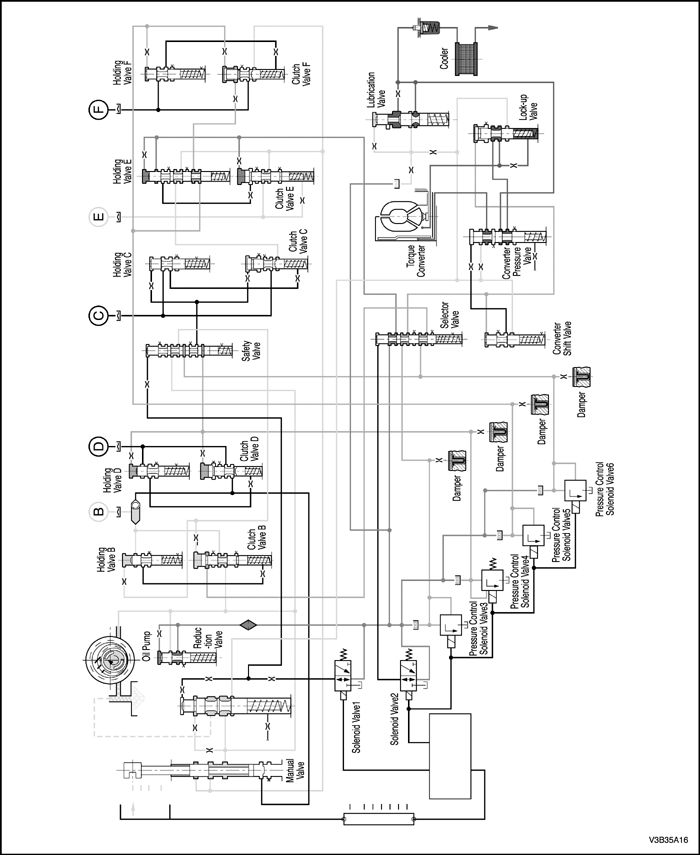 Holding
Valve F
Clutch
Valve F
F
Cooler
Lubrication
Valve
Lock-up
Valve
Holding
Valve E
Clutch
Valve E
E
Torque
Converter
Converter
Pressure
Valve
Holding
Valve C
Clutch
Valve C
C
Safety
Valve
Selector
Valve
Converter
Shift Valve
D
Holding
Valve D
Clutch
Valve D
Damper
Damper
Damper
Damper
B
Holding
Valve B
Clutch
Valve B
Pressure Control
Solenoid Valve6
Pressure Control
Solenoid Valve5
Pressure Control
Solenoid Valve4
Pressure Control
Solenoid Valve3
Oil Pump
Reduc
-tion
Valve
Solenoid Valve1
Solenoid Valve2
Manual
Valve
V3B35A16